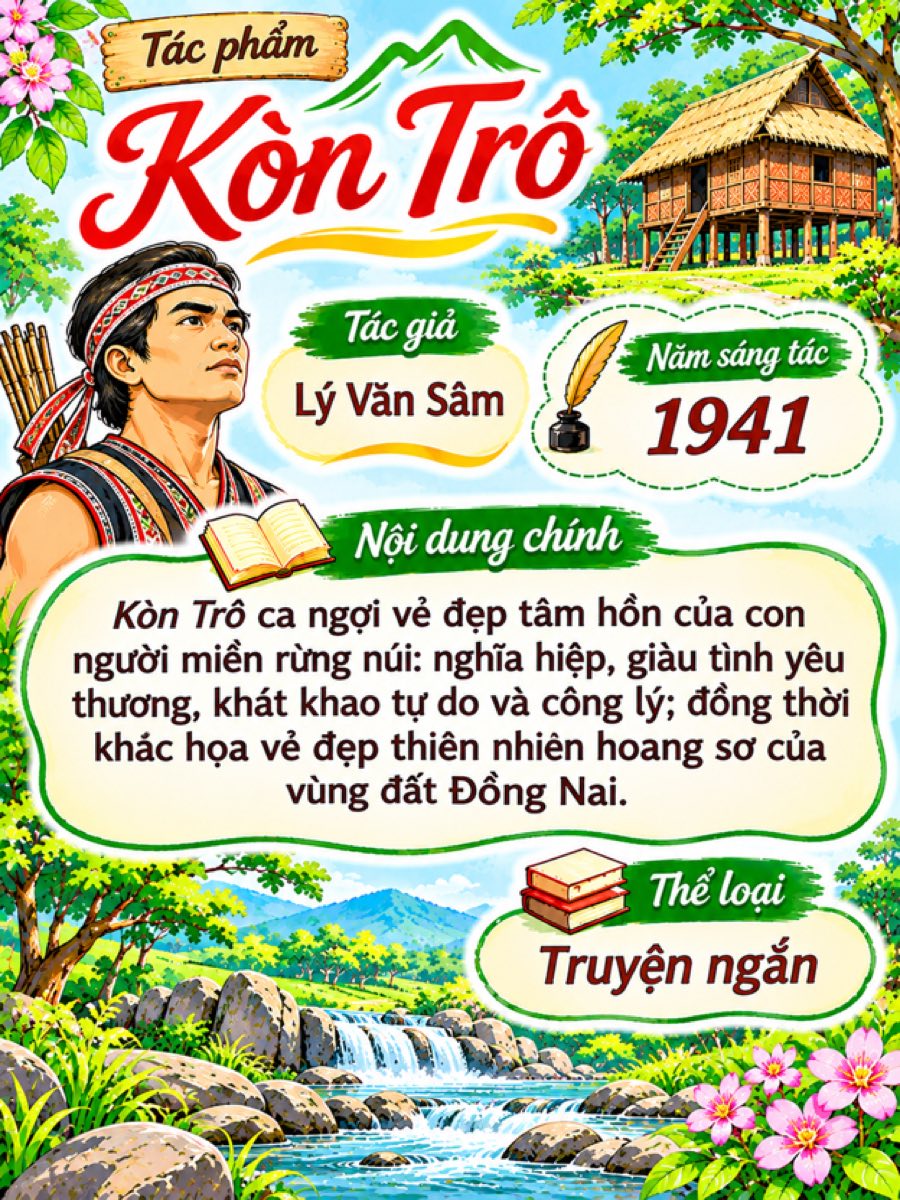 Tác phẩm
Kòn Trô
Tác giả
Lý Văn Sâm
Năm sáng tác
1941
Nội dung chính
Kòn Trô ca ngợi vẻ đẹp tâm hồn của con
người miền rừng núi: nghĩa hiệp, giàu tình yêu
thương, khát khao tự do và công lý; đồng thời
khắc họa vẻ đẹp thiên nhiên hoang sơ của
vùng đất Đồng Nai.
Thể loại
Truyện ngắn